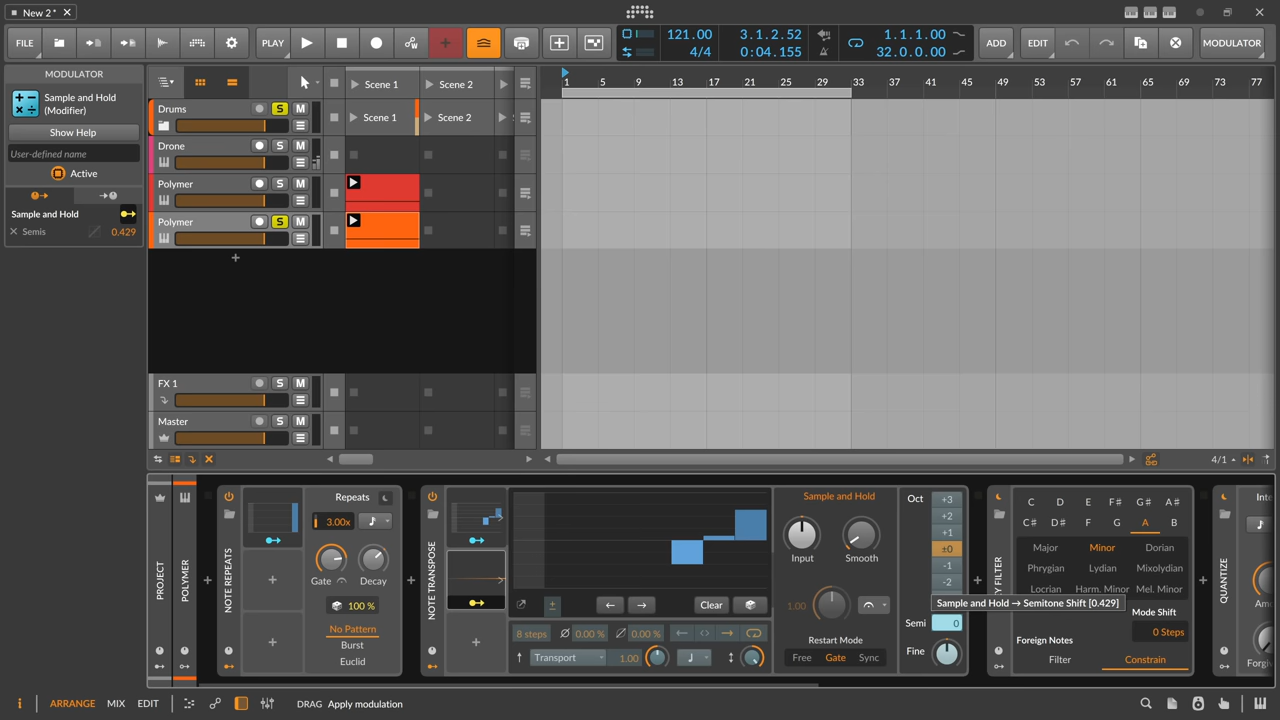 New 2*
FILE
PLAY
121.00
4/4
3.1.2.52
0:04.155
1.1.1.00
32.0.0.00
ADD
EDIT
MODULATOR
MODULATOR
Sample and Hold
(Modifier)
Show Help
User-defined name
Active
Sample and Hold
Semis
0.429
Scene 1
Scene 2
1 5 9 13 17 21 25 29 33 37 41 45 49 53 57 61 65 69 73 77
Drums
S
M
Scene 1
Scene 2
Drone
S
M
Polymer
S
M
Polymer
S
M
+
FX 1
S
M
Master
S
M
4/1
PROJECT
POLYMER
NOTE REPEATS
Repeats
3.00x
Gate
Decay
100 %
No Pattern
Burst
Euclid
NOTE TRANSPOSE
Clear
8 steps
0.00 %
0.00 %
Transport
1.00
Sample and Hold
Input
Smooth
1.00
Restart Mode
Free
Gate
Sync
Oct
+3
+2
+1
±0
-1
-2
Sample and Hold → Semitone Shift [0.429]
Semi
0
Fine
Y FILTER
C D E F# G# A#
C# D# F G A B
Major
Minor
Dorian
Phrygian
Lydian
Mixolydian
Locrian
Harm. Minor
Mel. Minor
Mode Shift
0 Steps
Foreign Notes
Filter
Constrain
QUANTIZE
Inte
Amo
Forgiv
i
ARRANGE
MIX
EDIT
DRAG
Apply modulation